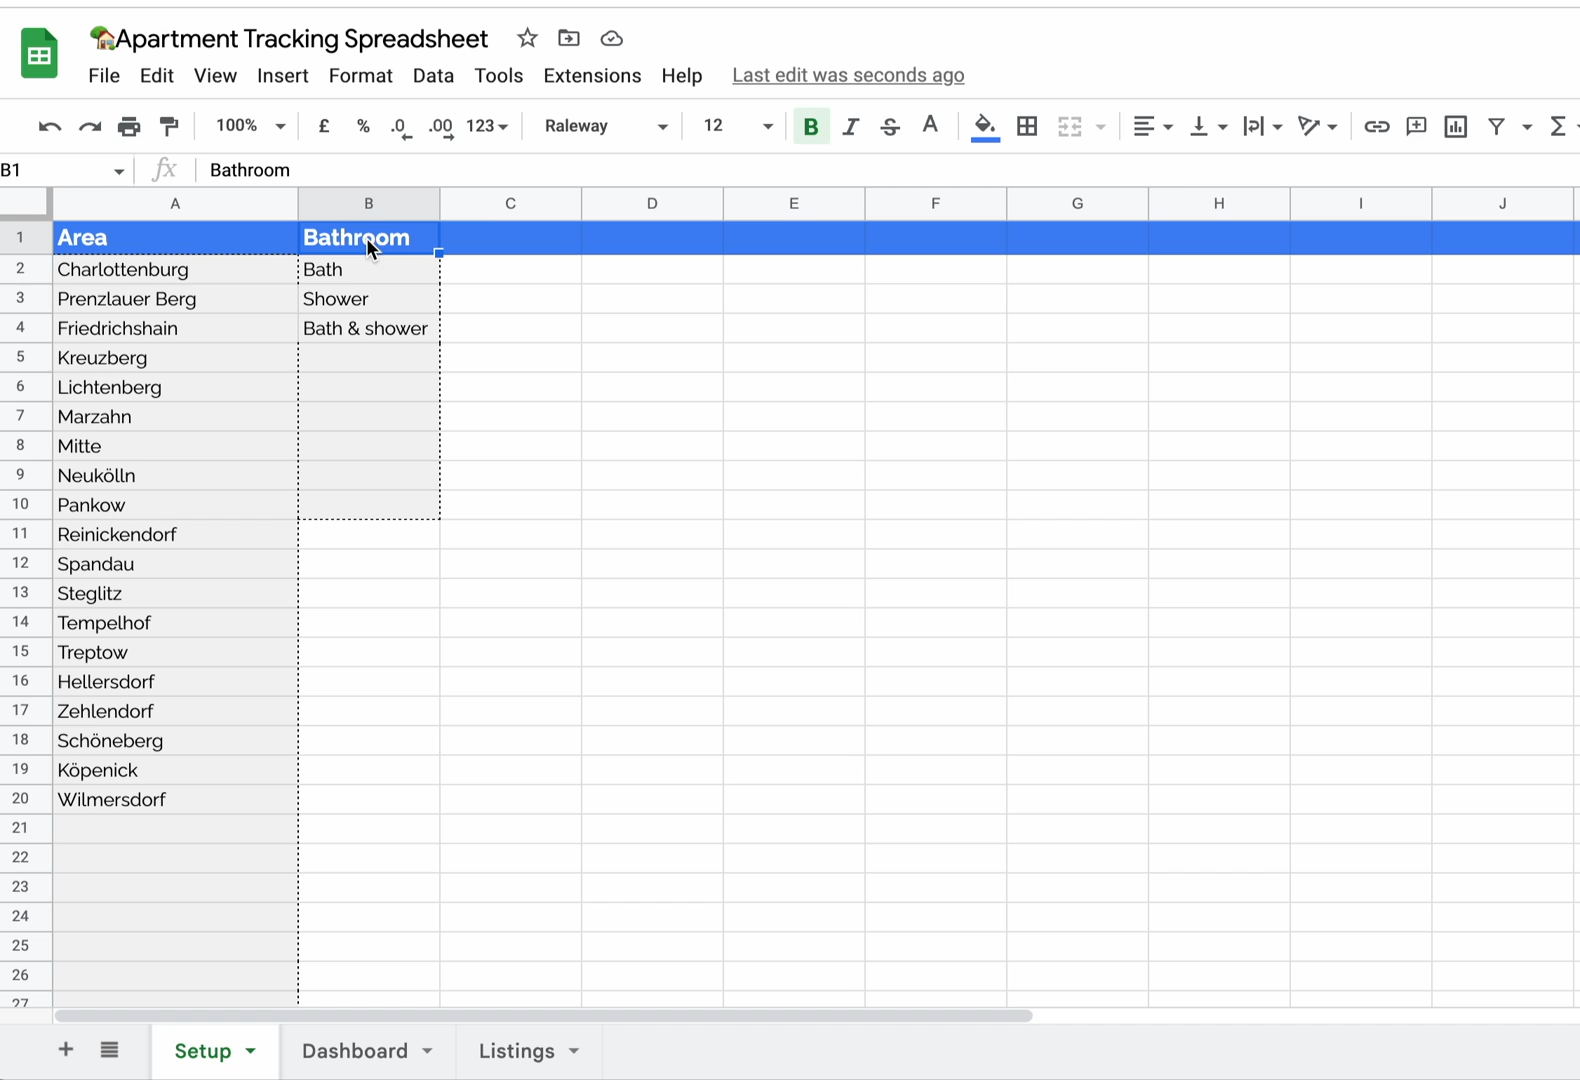 Apartment Tracking Spreadsheet
File Edit View Insert Format Data Tools Extensions Help Last edit was seconds ago
100% £ % .0 .00 123 Raleway 12 B I S A Σ
B1 fx Bathroom
A B C D E F G H I J
1 Area Bathroom
2 Charlottenburg Bath
3 Prenzlauer Berg Shower
4 Friedrichshain Bath & shower
5 Kreuzberg
6 Lichtenberg
7 Marzahn
8 Mitte
9 Neukölln
10 Pankow
11 Reinickendorf
12 Spandau
13 Steglitz
14 Tempelhof
15 Treptow
16 Hellersdorf
17 Zehlendorf
18 Schöneberg
19 Köpenick
20 Wilmersdorf
21
22
23
24
25
26
27
+ Setup Dashboard Listings